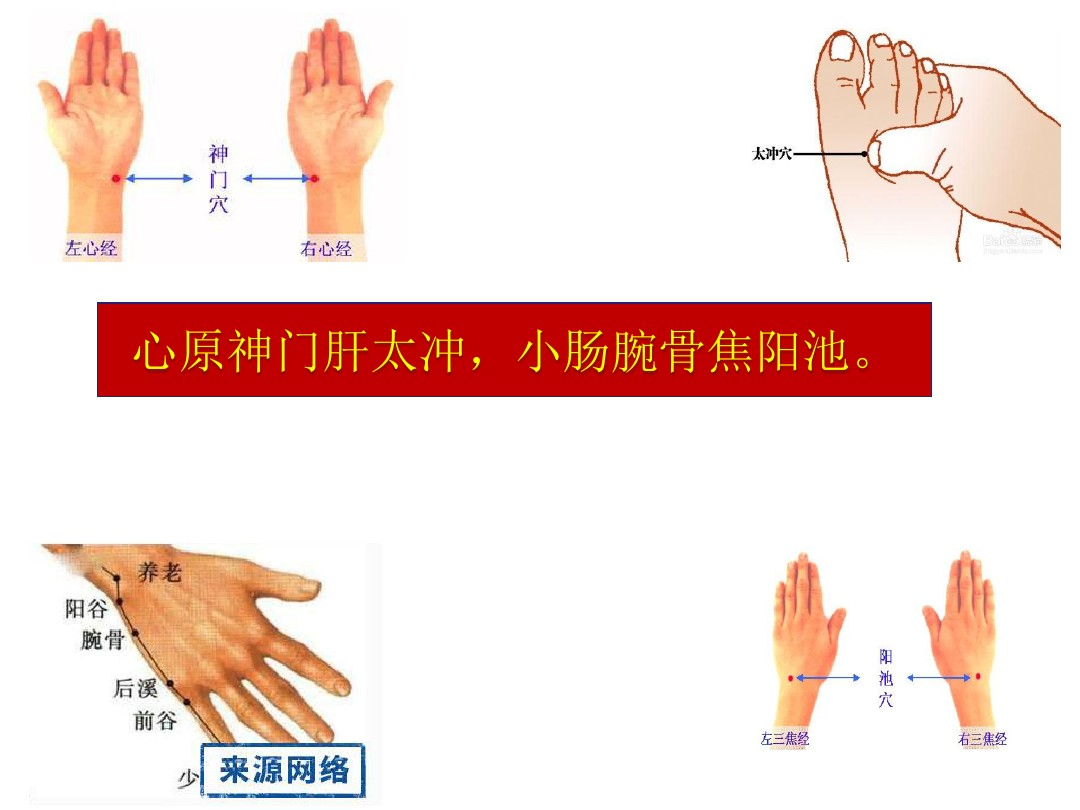 神门穴
左心经
右心经
太冲穴
心原神门肝太冲，小肠腕骨焦阳池。
养老
阳谷
腕骨
后溪
前谷
少
来源网络
阳池穴
左三焦经
右三焦经